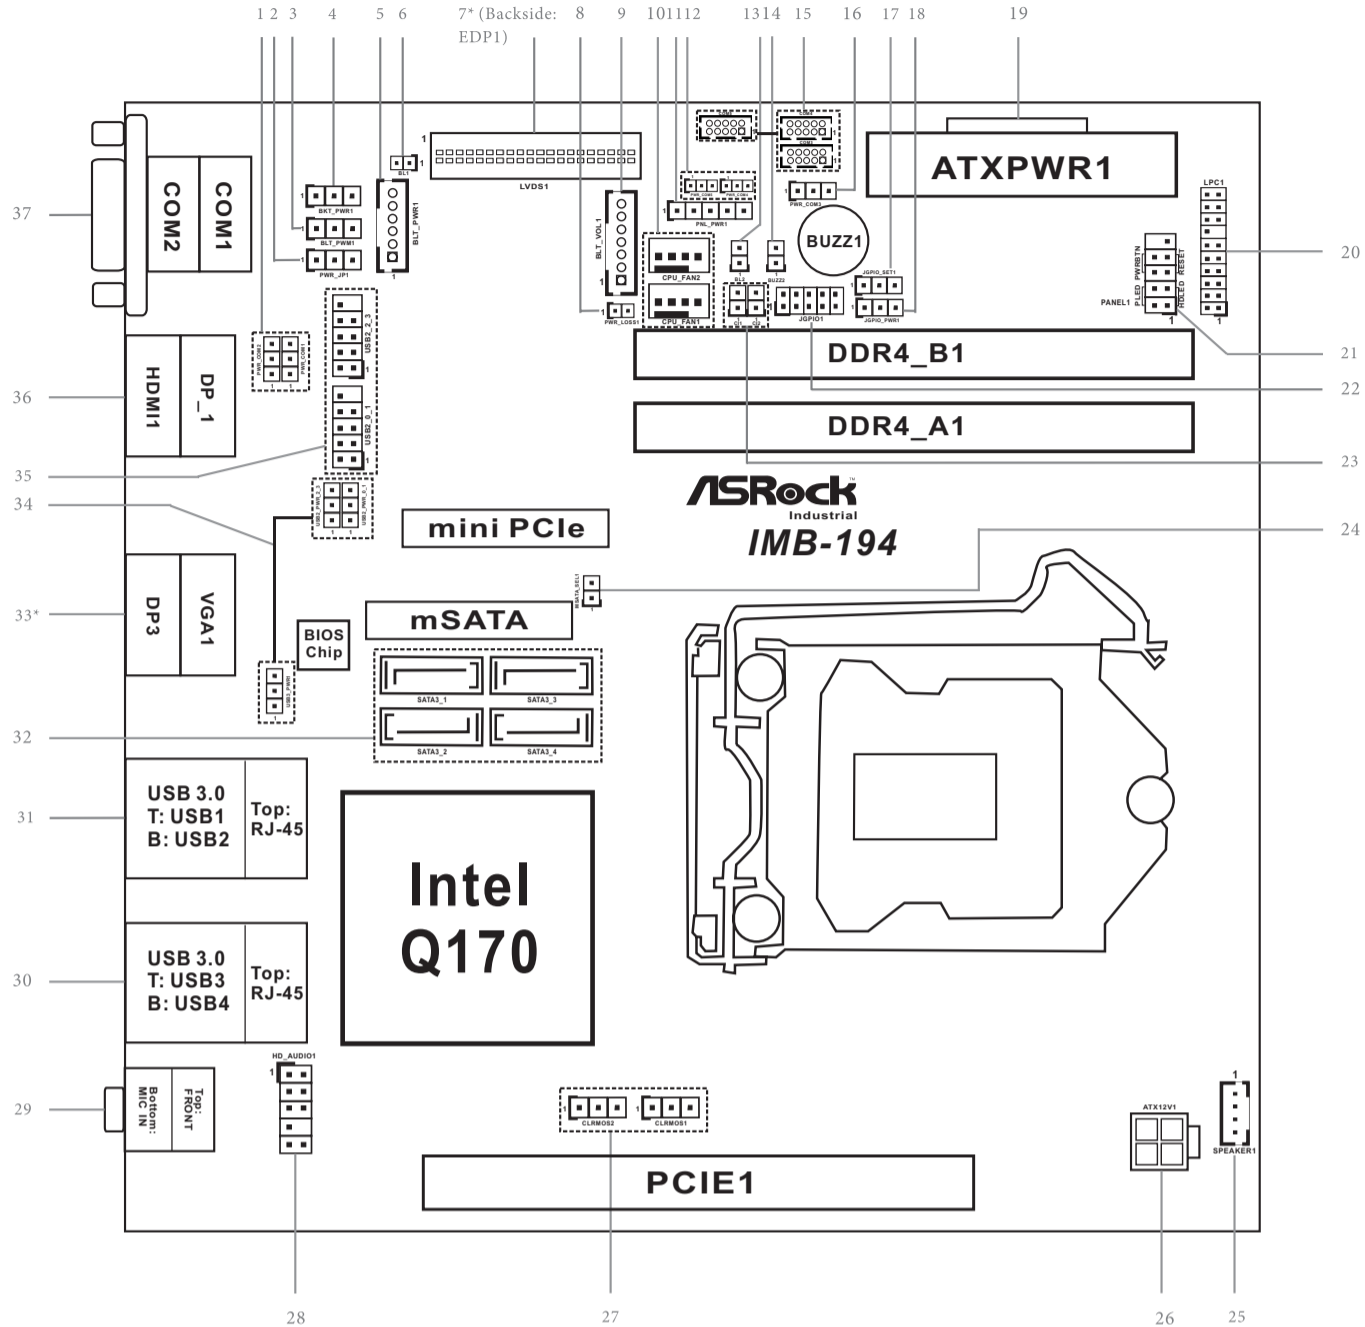 1 2 3 4 5 6 7* (Backside: EDP1) 8 9 10 11 12 13 14 15 16 17 18 19
COM2
COM1
BKT_PWR1
BLT_PWM1
PWR_JP1
BLT_PWR1
BL1
LVDS1
BLT_VOL1
PWR_LOSS1
CPU_FAN2
CPU_FAN1
PNL_PWR1
PWR_COM3
BL2
BUZZ2
BUZZ1
JGPIO1
JGPIO_SET1
JGPIO_PWR1
ATXPWR1
LPC1
PLED PWRBTN
HDLED RESET
PANEL1
37
20
21
22
23
24
36
35
34
33*
32
31
30
29
HDMI1
DP_1
PWR_COM2
PWR_COM1
USB2_2_3
USB2_0_1
USB2_PWR_2_3
USB2_PWR_0_1
DDR4_B1
DDR4_A1
ASRock
Industrial
IMB-194
mini PCIe
MSATA_SEL1
mSATA
DP3
VGA1
BIOS
Chip
USB3_PWR1
SATA3_1
SATA3_3
SATA3_2
SATA3_4
USB 3.0
T: USB1
B: USB2
Top:
RJ-45
Intel
Q170
USB 3.0
T: USB3
B: USB4
Top:
RJ-45
HD_AUDIO1
Top:
FRONT
Bottom:
MIC IN
CLRMOS2
CLRMOS1
PCIE1
ATX12V1
SPEAKER1
28
27
26
25